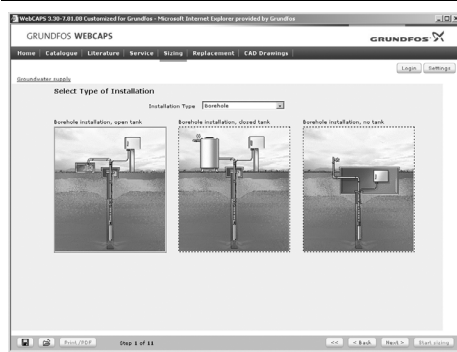 WebCAPS 3.30-7.01.00 Customized for Grundfos - Microsoft Internet Explorer provided by Grundfos
GRUNDFOS WEBCAPS
GRUNDFOS
Home Catalogue Literature Service Sizing Replacement CAD Drawings
Login Settings
Groundwater supply
Select Type of Installation
Installation Type Borehole
Borehole installation, open tank Borehole installation, closed tank Borehole installation, no tank
Print/PDF Step 1 of 11 << < Back Next > Start sizing